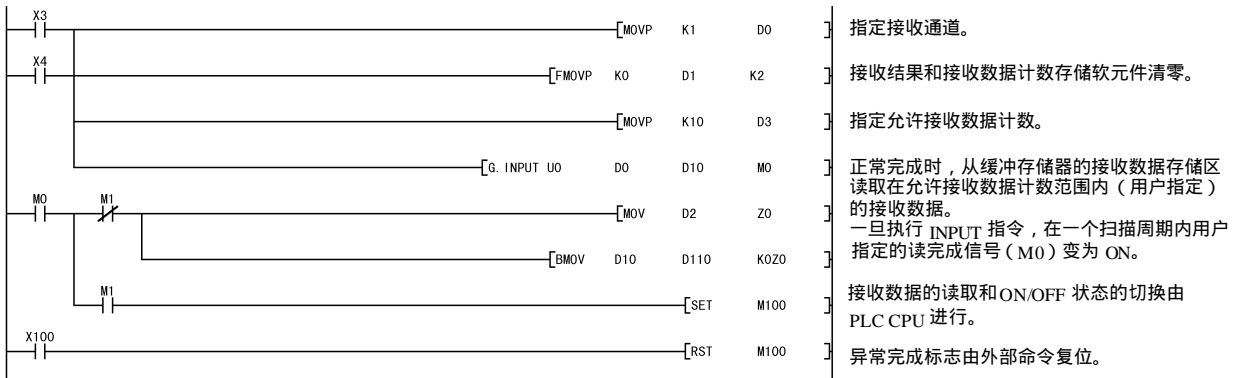 X3
[MOVP K1 D0 ] 指定接收通道。
X4
[FMOVP K0 D1 K2 ] 接收结果和接收数据计数存储软元件清零。
[MOVP K10 D3 ] 指定允许接收数据计数。
[G.INPUT U0 D0 D10 M0 ] 正常完成时，从缓冲存储器的接收数据存储区
读取在允许接收数据计数范围内（用户指定）
的接收数据。
M0 M1
[MOV D2 Z0 ] 一旦执行 INPUT 指令，在一个扫描周期内用户
指定的读完成信号（M0）变为 ON。
[BMOV D10 D110 K0Z0 ]
M1
[SET M100 ] 接收数据的读取和ON/OFF 状态的切换由
PLC CPU 进行。
X100
[RST M100 ] 异常完成标志由外部命令复位。